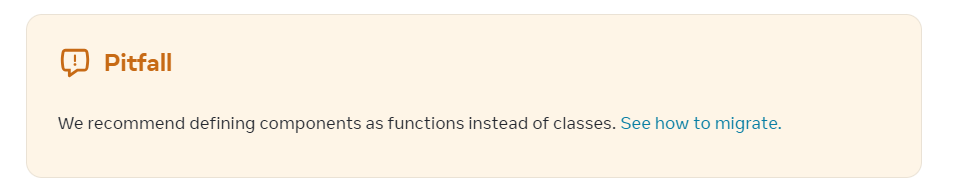 Pitfall
We recommend defining components as functions instead of classes. See how to migrate.